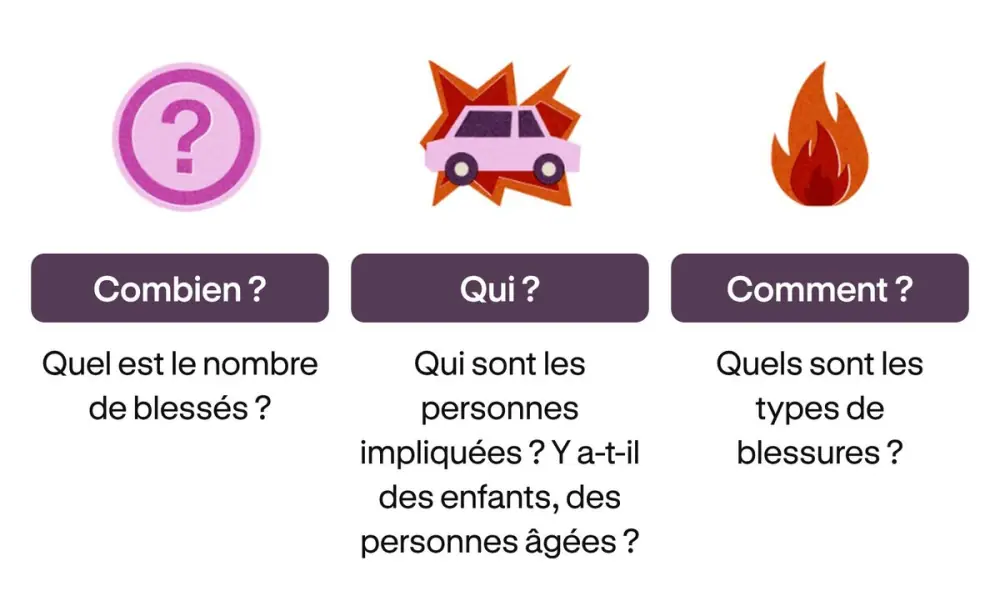 ?
Combien ?
Quel est le nombre
de blessés ?
Qui ?
Qui sont les
personnes
impliquées ? Y a-t-il
des enfants, des
personnes âgées ?
Comment ?
Quels sont les
types de
blessures ?